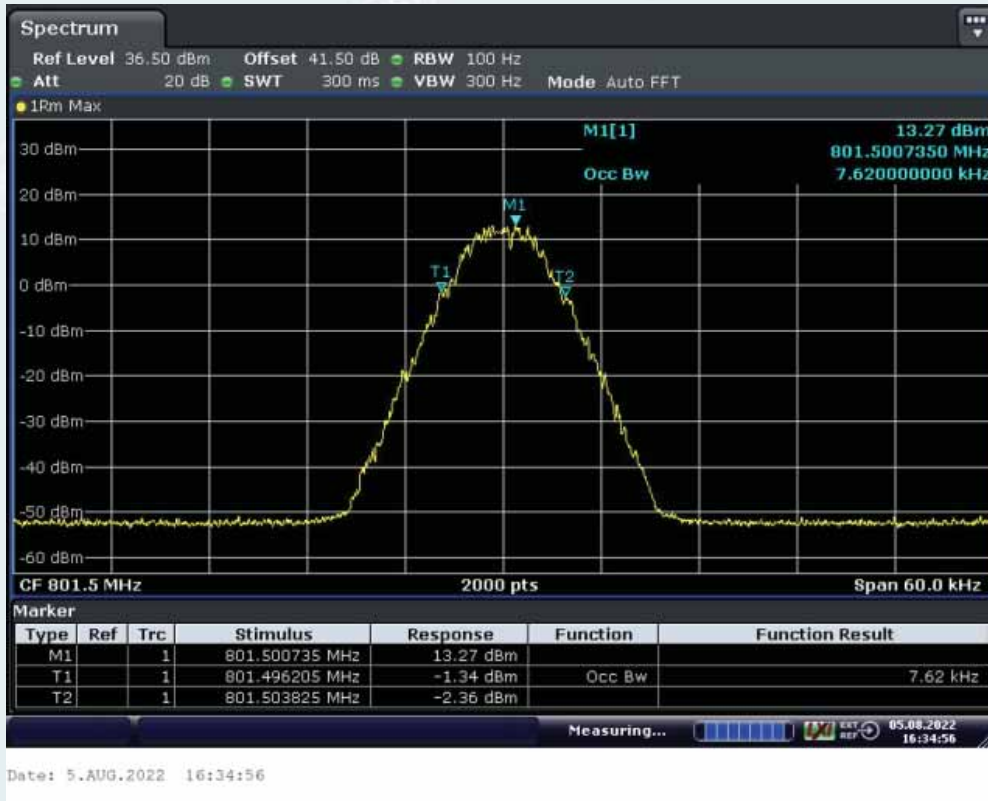 Spectrum
Ref Level 36.50 dBm Offset 41.50 dB RBW 100 Hz
Att 20 dB SWT 300 ms VBW 300 Hz Mode Auto FFT
1Rm Max
M1[1] 13.27 dBm
801.5007350 MHz
Occ Bw 7.620000000 kHz
30 dBm
20 dBm
M1
10 dBm
T1
T2
0 dBm
-10 dBm
-20 dBm
-30 dBm
-40 dBm
-50 dBm
-60 dBm
CF 801.5 MHz 2000 pts Span 60.0 kHz
Marker
Type Ref Trc Stimulus Response Function Function Result
M1 1 801.500735 MHz 13.27 dBm
T1 1 801.496205 MHz -1.34 dBm Occ Bw 7.62 kHz
T2 1 801.503825 MHz -2.36 dBm
Measuring... LXI EXT REF 05.08.2022
16:34:56
Date: 5.AUG.2022 16:34:56